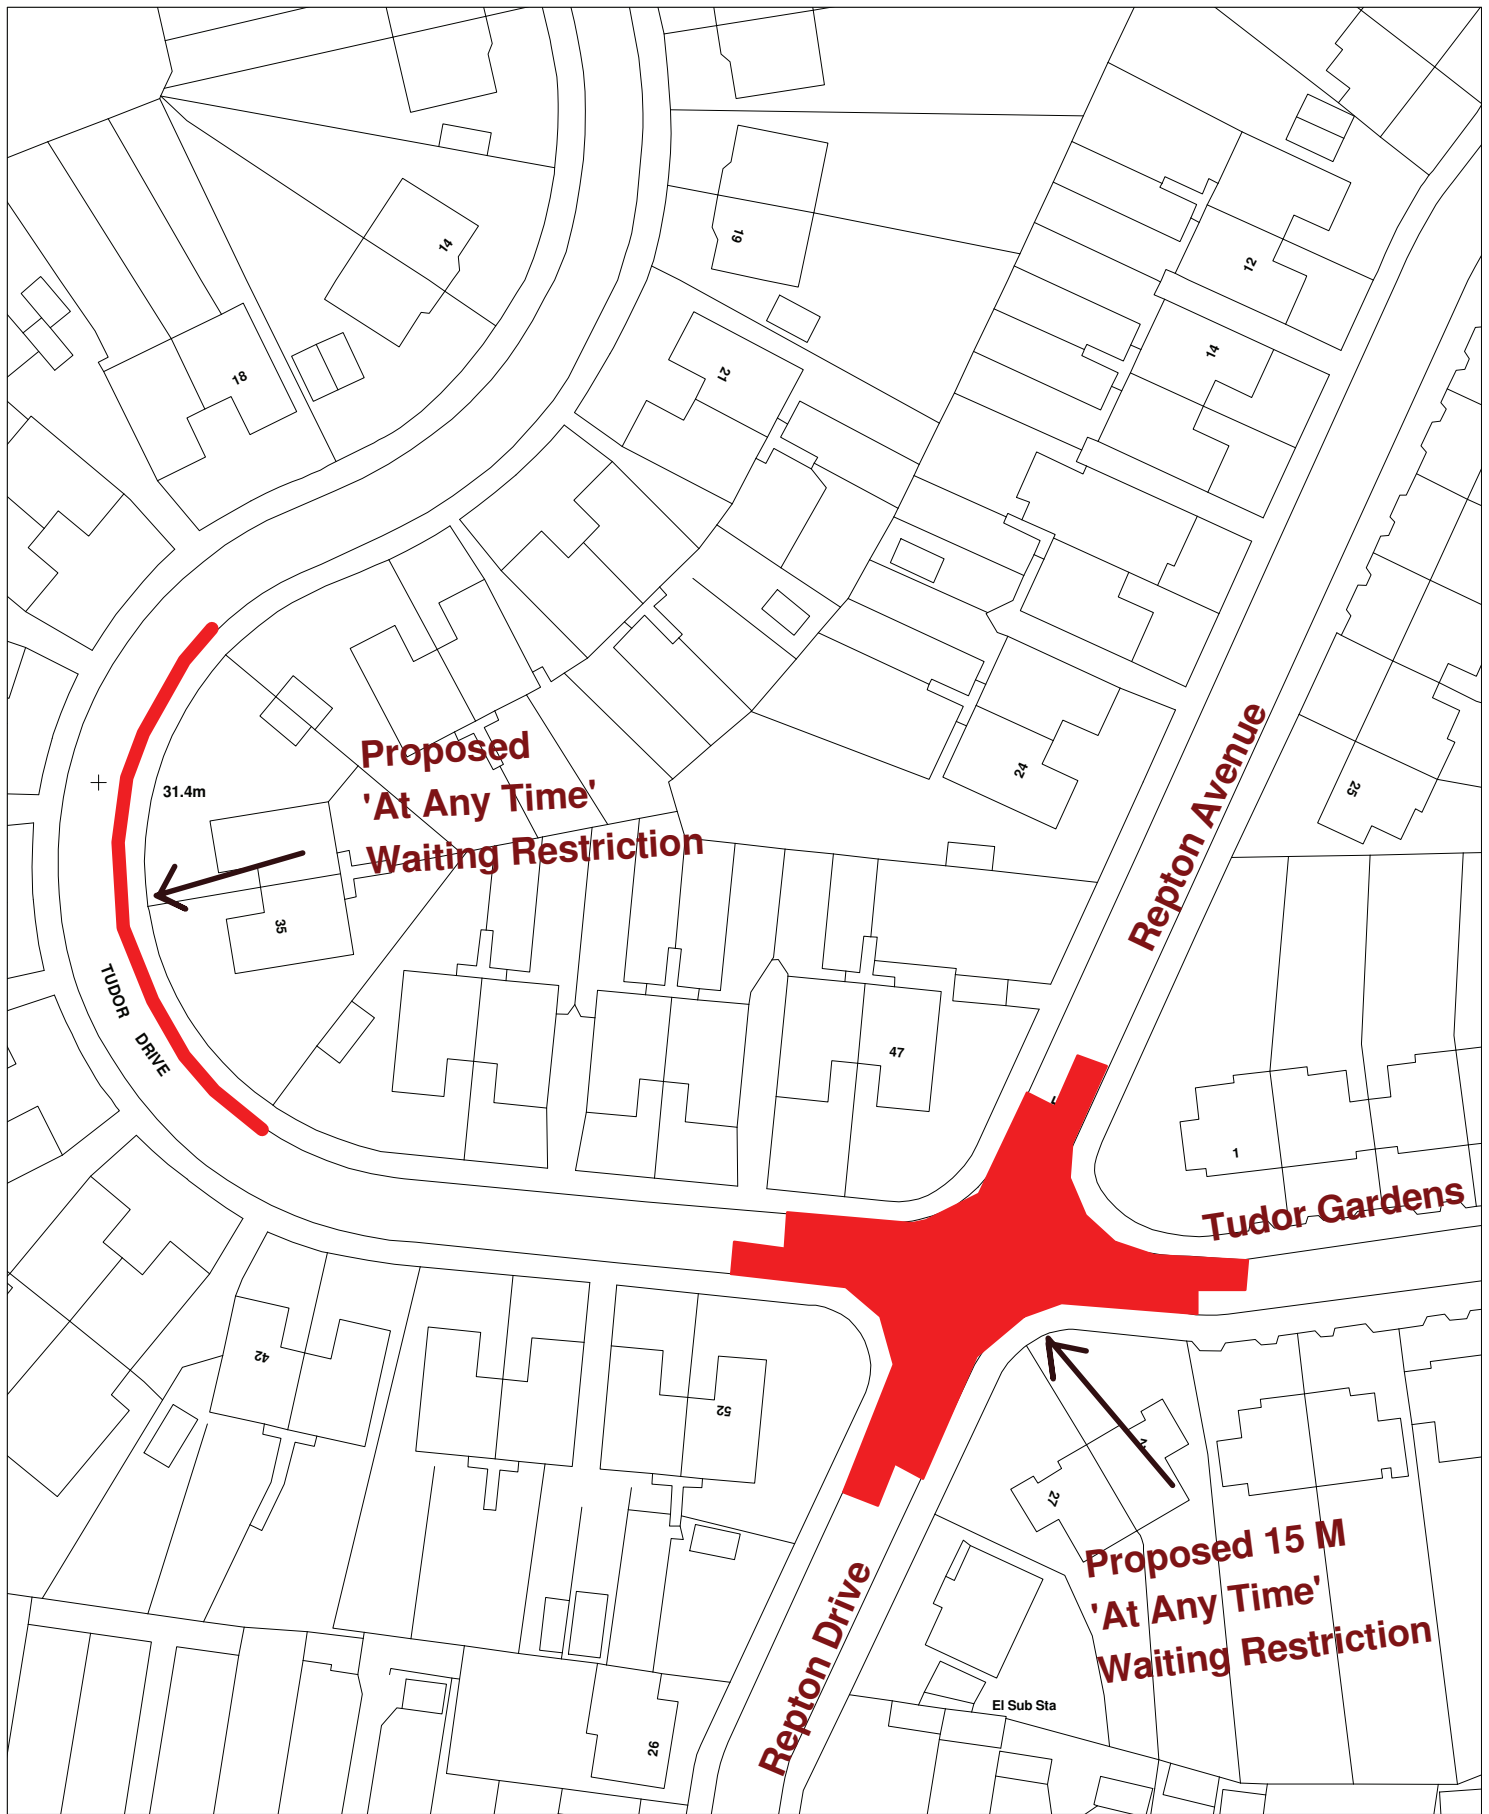 14
19
12
18
21
14
Proposed
'At Any Time'
Waiting Restriction
31.4m
24
25
Repton Avenue
35
TUDOR DRIVE
47
1
Tudor Gardens
42
52
27
Proposed 15 M
'At Any Time'
Waiting Restriction
Repton Drive
El Sub Sta
26